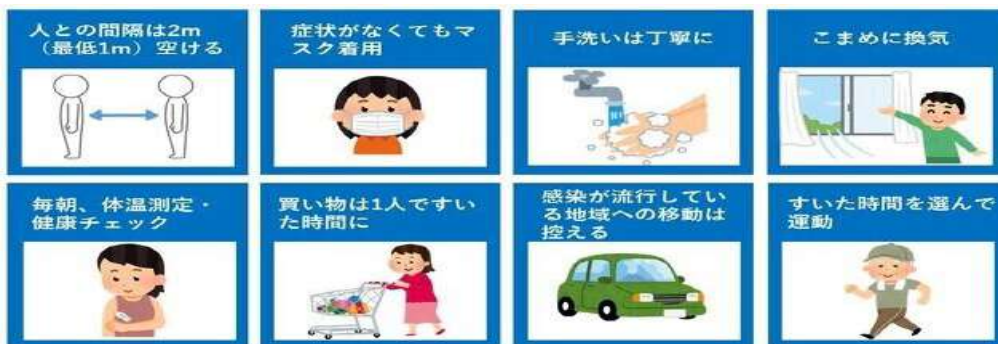 人との間隔は2m
（最低1m）空ける
症状がなくてもマ
スク着用
手洗いは丁寧に
こまめに換気
毎朝、体温測定・
健康チェック
買い物は1人ですい
た時間に
感染が流行してい
る地域への移動は
控える
すいた時間を選んで
運動